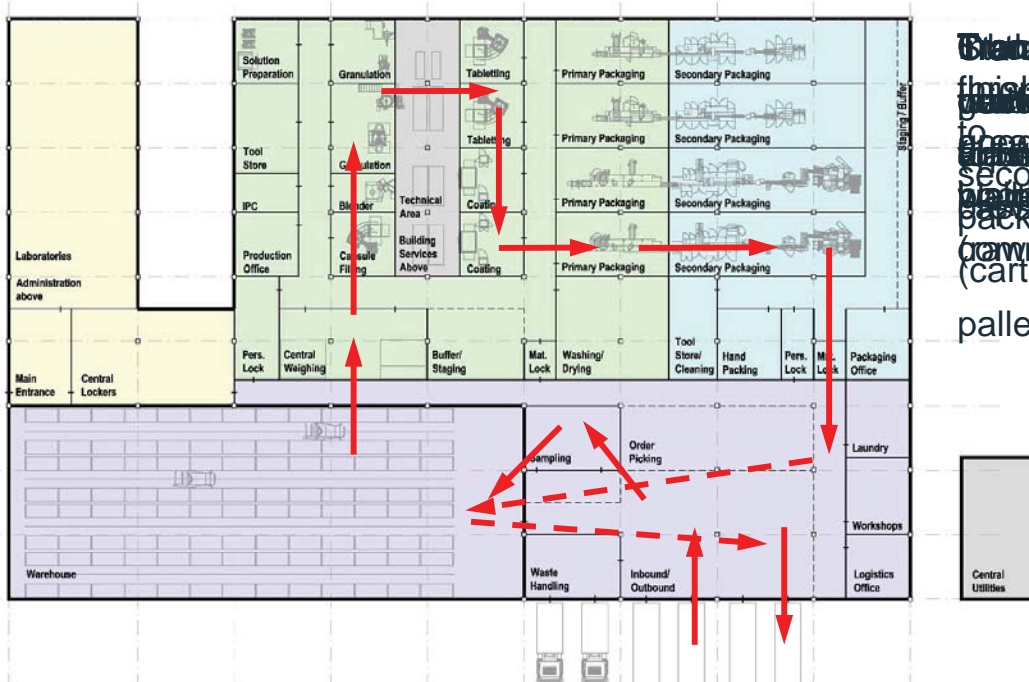 Solution
Preparation
Granulation
Tabletting
Primary Packaging
Secondary Packaging
Staging / Buffer
Tool
Store
Granulation
Tabletting
Primary Packaging
Secondary Packaging
IPC
Blender
Technical
Area
Coating
Primary Packaging
Secondary Packaging
Production
Office
Capsule
Filling
Building
Services
Above
Coating
Primary Packaging
Secondary Packaging
Laboratories
Administration
above
Main
Entrance
Central
Lockers
Pers.
Lock
Central
Weighing
Buffer/
Staging
Mat.
Lock
Washing/
Drying
Tool
Store/
Cleaning
Hand
Packing
Pers.
Lock
Mat.
Lock
Packaging
Office
Sampling
Order
Picking
Laundry
Workshops
Warehouse
Waste
Handling
Inbound/
Outbound
Logistics
Office
Central
Utilities
to